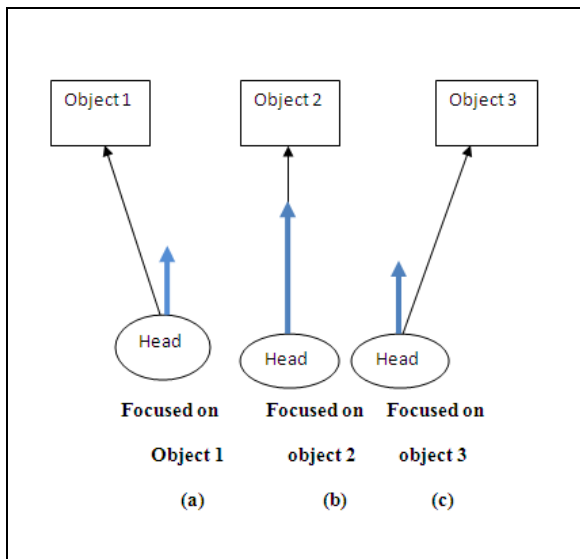 Object 1
Object 2
Object 3
Head
Head
Head
Focused on
Object 1
(a)
Focused on
object 2
(b)
Focused on
object 3
(c)